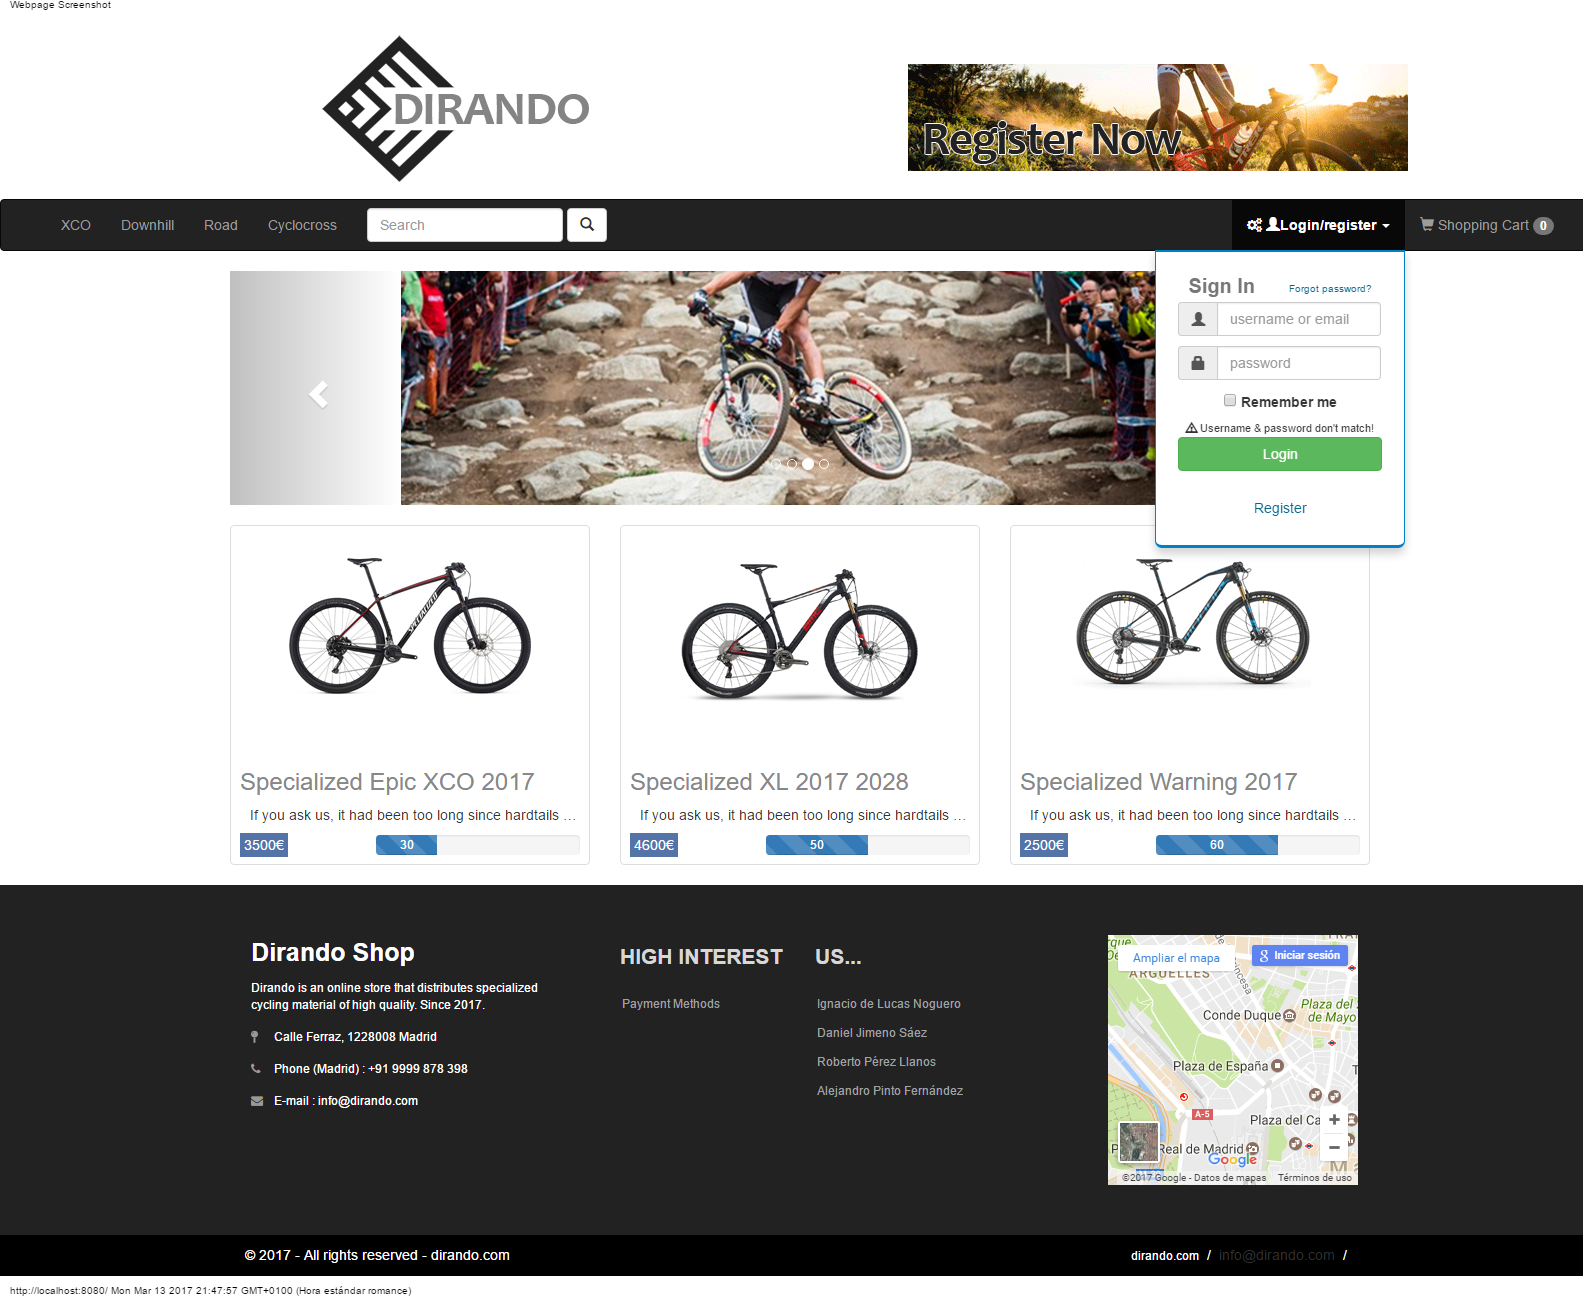 Webpage Screenshot
DIRANDO
Register Now
XCO Downhill Road Cyclocross Search Login/register Shopping Cart 0
Sign In Forgot password?
username or email
password
Remember me
Username & password don't match!
Login
Register
SPECIALIZED
Specialized Epic XCO 2017
If you ask us, it had been too long since hardtails ...
3500€ 30
Specialized XL 2017 2028
If you ask us, it had been too long since hardtails ...
4600€ 50
Specialized Warning 2017
If you ask us, it had been too long since hardtails ...
2500€ 60
Dirando Shop
Dirando is an online store that distributes specialized
cycling material of high quality. Since 2017.
Calle Ferraz, 1228008 Madrid
Phone (Madrid) : +91 9999 878 398
E-mail : info@dirando.com
HIGH INTEREST
Payment Methods
US...
Ignacio de Lucas Noguero
Daniel Jimeno Sáez
Roberto Pérez Llanos
Alejandro Pinto Fernández
Ampliar el mapa
Iniciar sesión
ARGÜELLES
Conde Duque
Plaza del
de Mayo
Plaza de España
A-5
Plaza del Ca
Real de Madrid
Google
©2017 Google - Datos de mapas Términos de uso
© 2017 - All rights reserved - dirando.com
dirando.com / info@dirando.com /
http://localhost:8080/ Mon Mar 13 2017 21:47:57 GMT+0100 (Hora estándar romance)